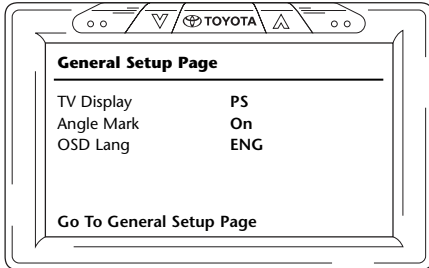 TOYOTA
General Setup Page
TV Display PS
Angle Mark On
OSD Lang ENG
Go To General Setup Page